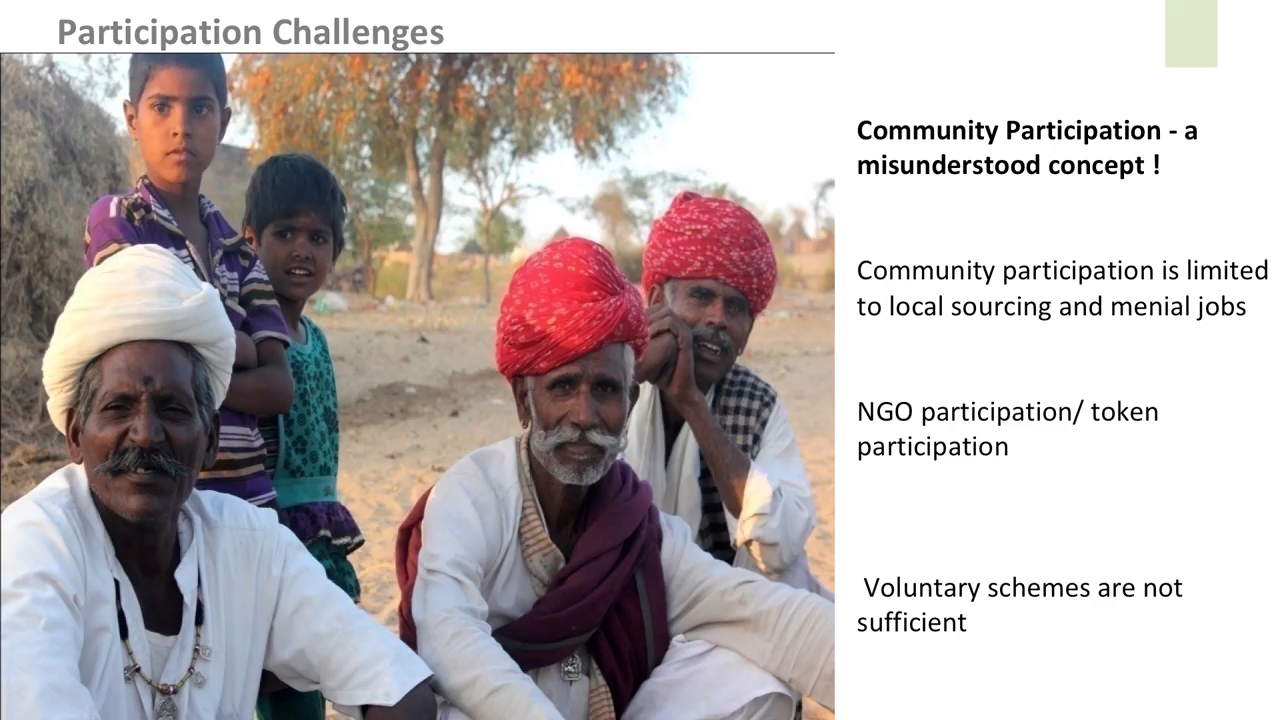 Participation Challenges
Community Participation - a
misunderstood concept !
Community participation is limited
to local sourcing and menial jobs
NGO participation/ token
participation
Voluntary schemes are not
sufficient